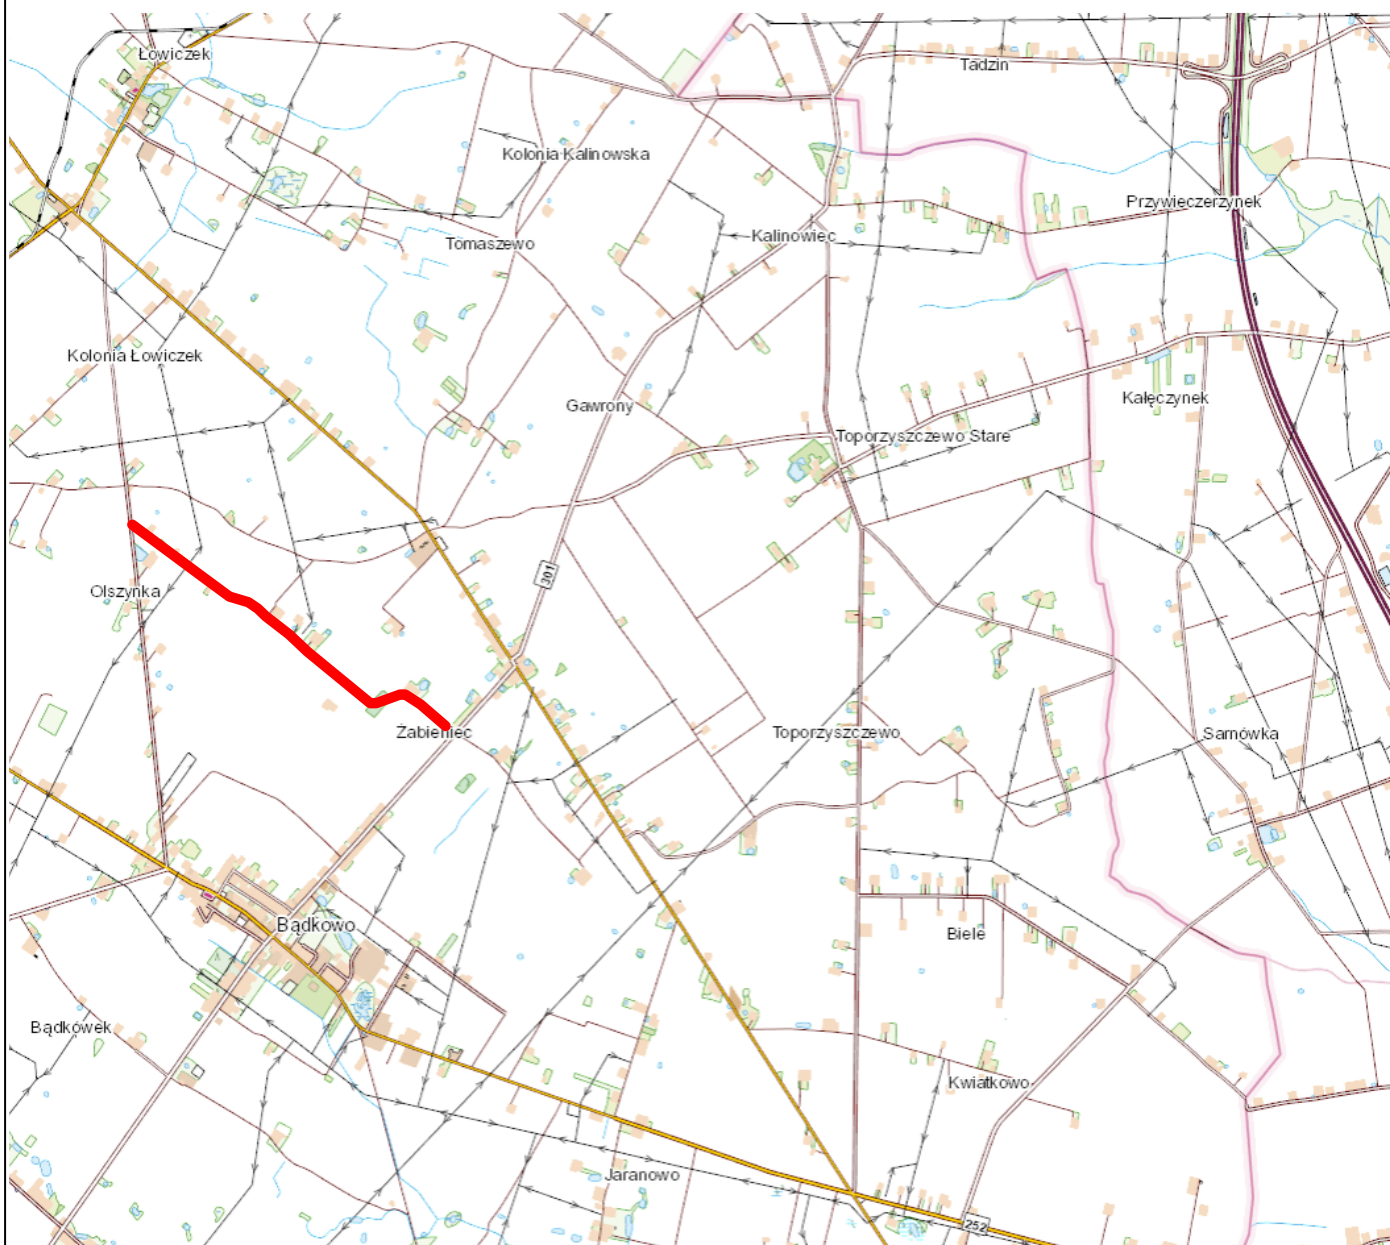 Łowiczek
Tadzin
Kolonia Kalinowska
Przywieczerzynek
Kalinowiec
Tomaszewo
Kolonia Łowiczek
Kałęczynek
Gawrony
Toporzyszczewo Stare
301
Olszynka
Żabieniec
Toporzyszczewo
Sarnówka
Bądkowo
Biele
Bądkówek
Kwiatkowo
Jaranowo
252